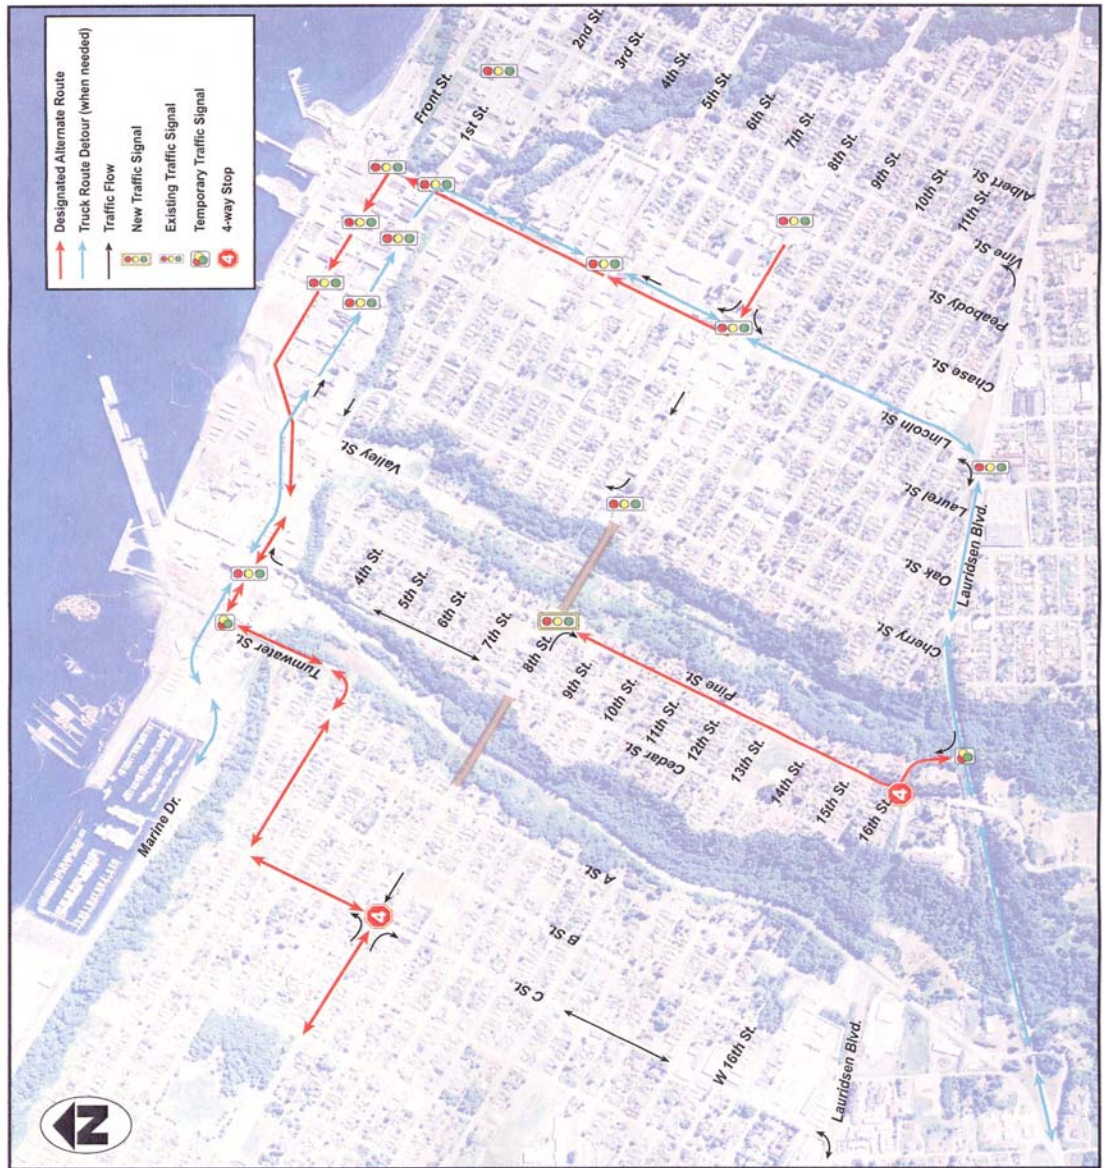 Designated Alternate Route
Truck Route Detour (when needed)
Traffic Flow
New Traffic Signal
Existing Traffic Signal
Temporary Traffic Signal
4-way Stop
4
N
Front St.
1st St.
2nd St.
3rd St.
4th St.
5th St.
6th St.
7th St.
8th St.
9th St.
10th St.
11th St.
Albert St.
Vine St.
Peabody St.
Chase St.
Lincoln St.
Laurel St.
Oak St.
Cherry St.
Lauridsen Blvd.
Valley St.
4th St.
5th St.
6th St.
7th St.
8th St.
9th St.
10th St.
11th St.
12th St.
13th St.
14th St.
15th St.
16th St.
Pine St.
Cedar St.
4
Tumwater St.
Marine Dr.
4
A St.
B St.
C St.
W 16th St.
Lauridsen Blvd.